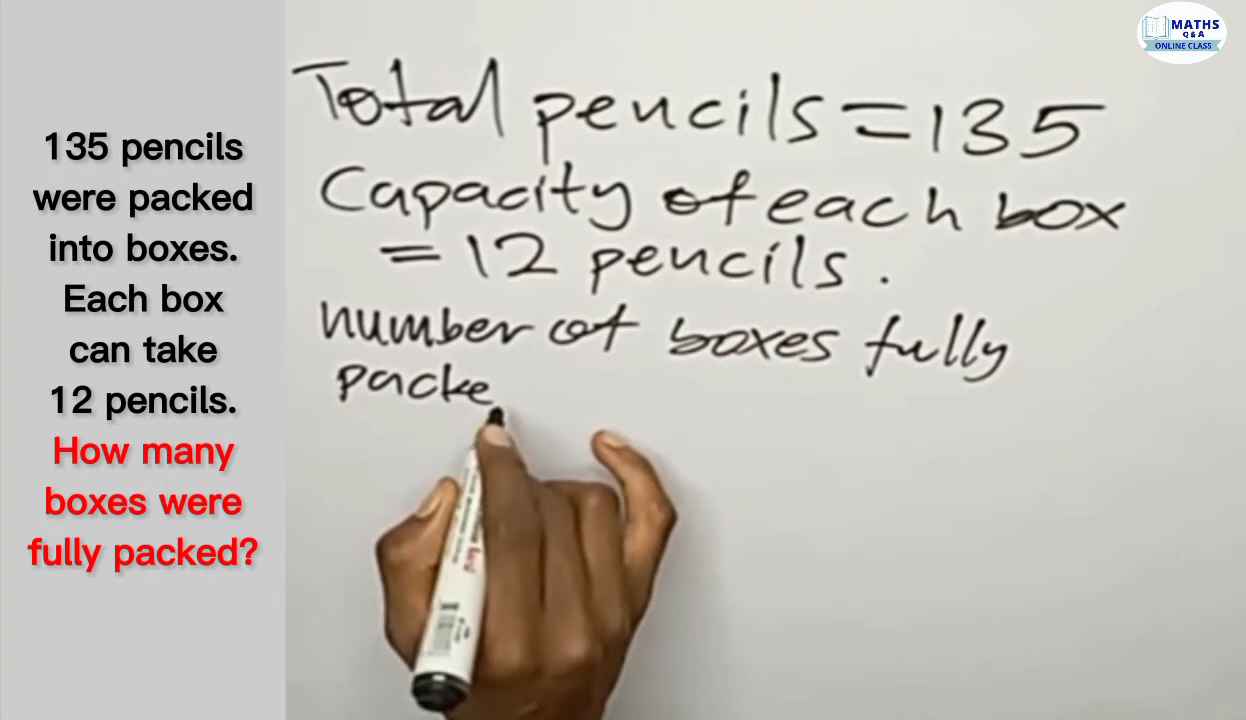 135 pencils
were packed
into boxes.
Each box
can take
12 pencils.
How many
boxes were
fully packed?
Total pencils = 135
Capacity of each box
= 12 pencils.
number of boxes fully
packe
MATHS
Q & A
ONLINE CLASS